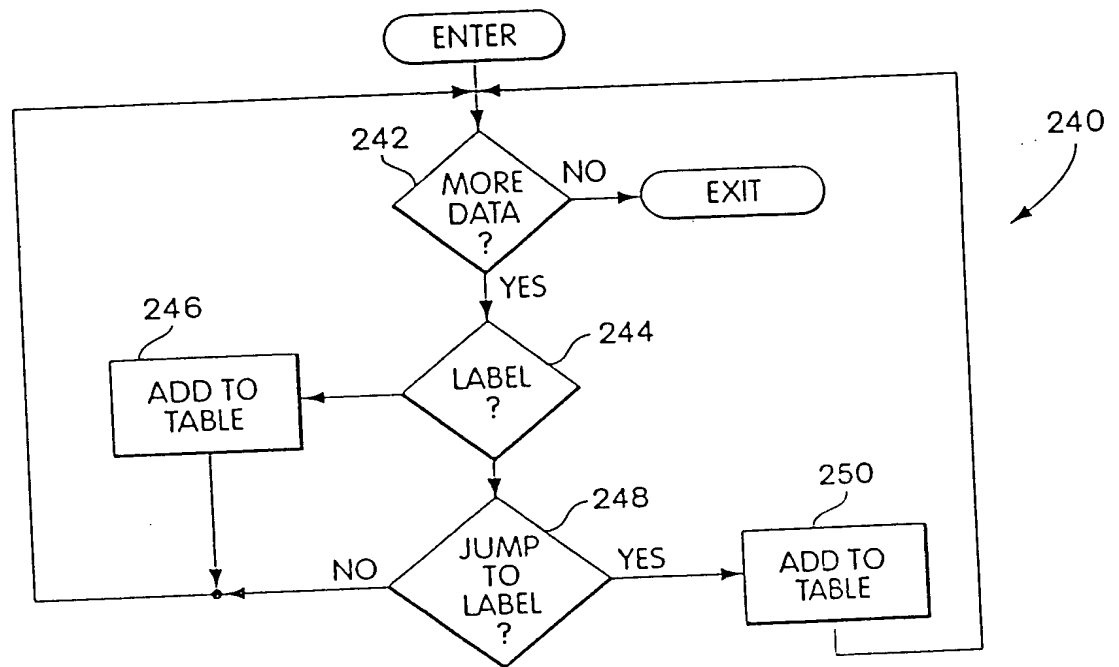 ENTER
240
242
MORE
DATA
?
NO
EXIT
YES
246
244
ADD TO
TABLE
LABEL
?
248
250
JUMP
TO
LABEL
?
NO
YES
ADD TO
TABLE